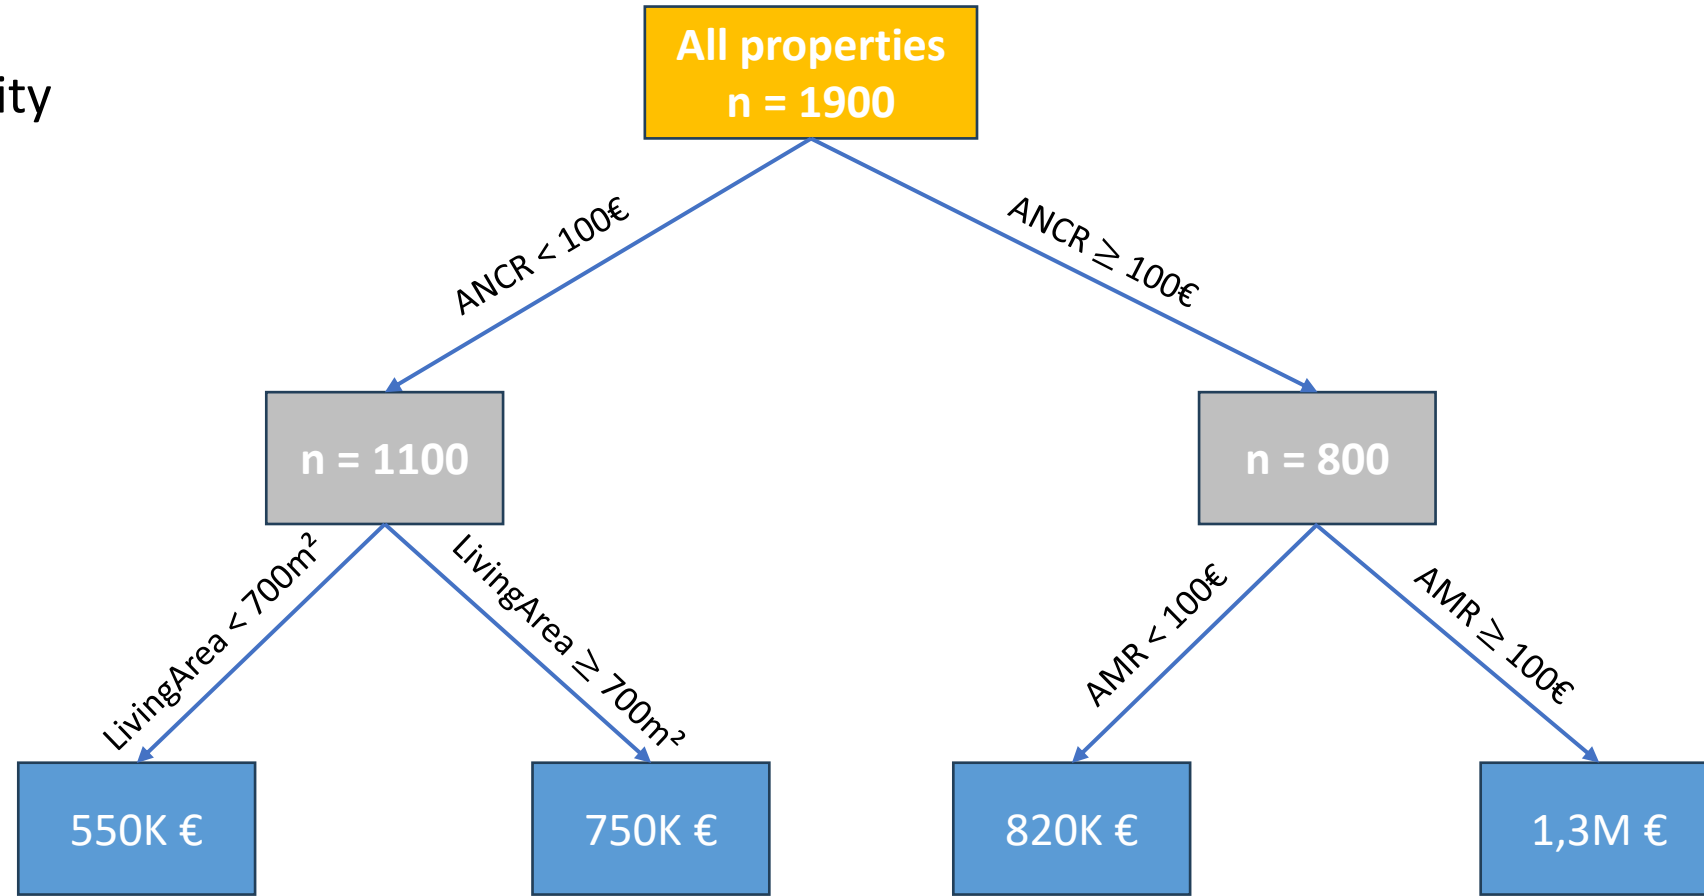 ity
All properties
n = 1900
ANCR < 100€
ANCR ≥ 100€
n = 1100
n = 800
LivingArea < 700m²
LivingArea ≥ 700m²
AMR < 100€
AMR ≥ 100€
550K €
750K €
820K €
1,3M €